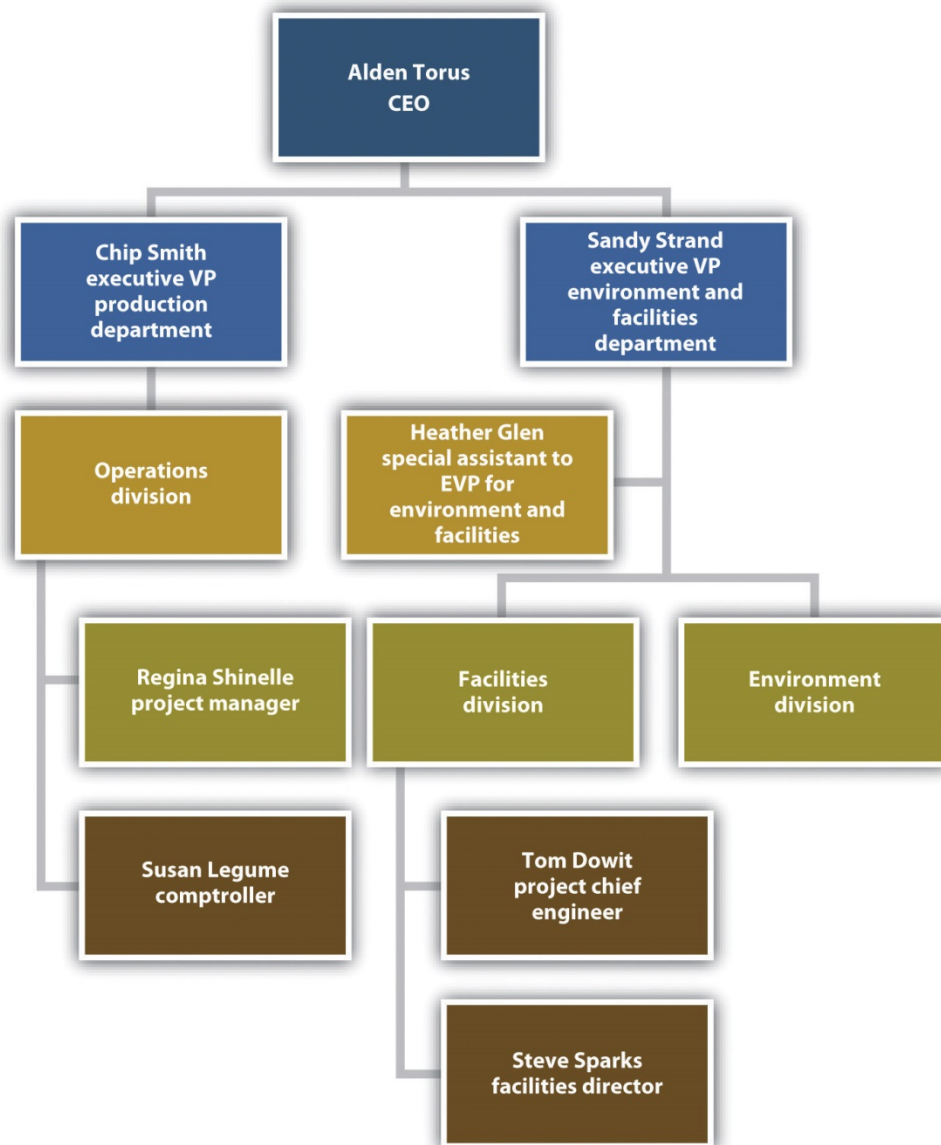 Alden Torus
CEO
Chip Smith
executive VP
production
department
Sandy Strand
executive VP
environment and
facilities
department
Operations
division
Heather Glen
special assistant to
EVP for
environment and
facilities
Regina Shinelle
project manager
Facilities
division
Environment
division
Susan Legume
comptroller
Tom Dowit
project chief
engineer
Steve Sparks
facilities director